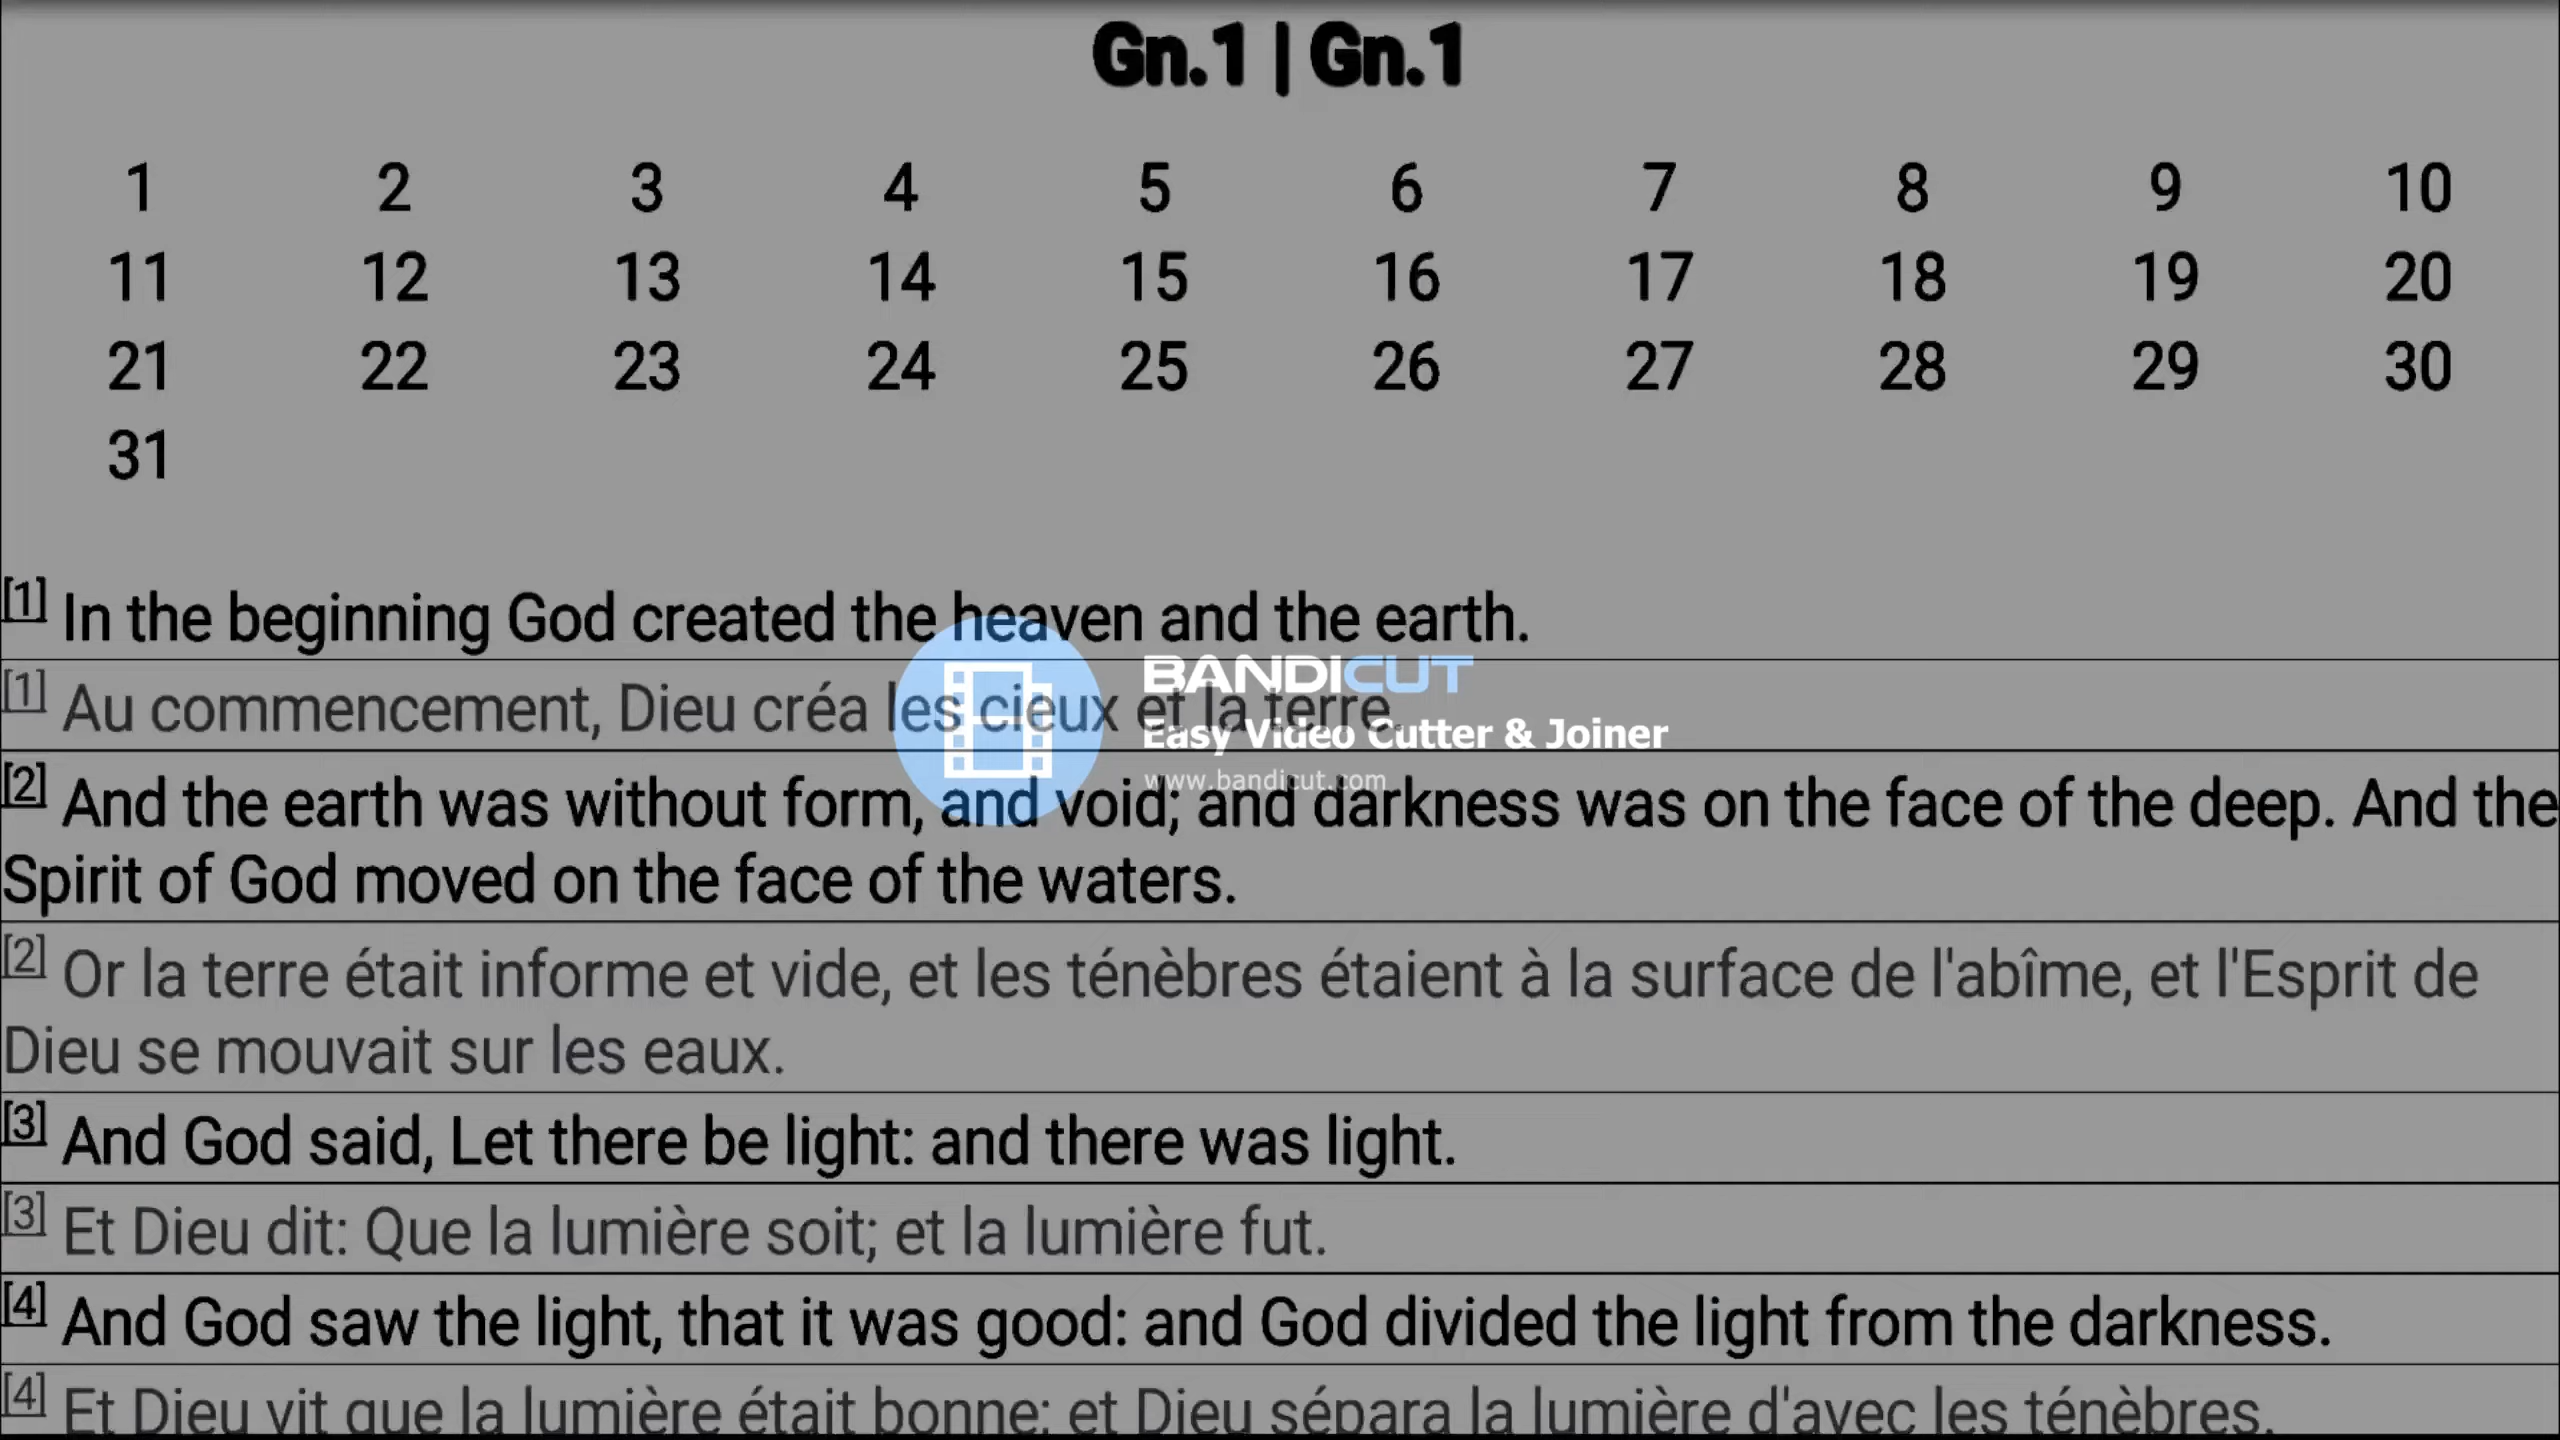 Gn.1 | Gn.1
1 2 3 4 5 6 7 8 9 10
11 12 13 14 15 16 17 18 19 20
21 22 23 24 25 26 27 28 29 30
31
[1] In the beginning God created the heaven and the earth.
[1] Au commencement, Dieu créa les cieux et la terre.
BANDICUT
Easy Video Cutter & Joiner
www.bandicut.com
[2] And the earth was without form, and void; and darkness was on the face of the deep. And the
Spirit of God moved on the face of the waters.
[2] Or la terre était informe et vide, et les ténèbres étaient à la surface de l'abîme, et l'Esprit de
Dieu se mouvait sur les eaux.
[3] And God said, Let there be light: and there was light.
[3] Et Dieu dit: Que la lumière soit; et la lumière fut.
[4] And God saw the light, that it was good: and God divided the light from the darkness.
[4] Et Dieu vit que la lumière était bonne; et Dieu sépara la lumière d'avec les ténèbres.